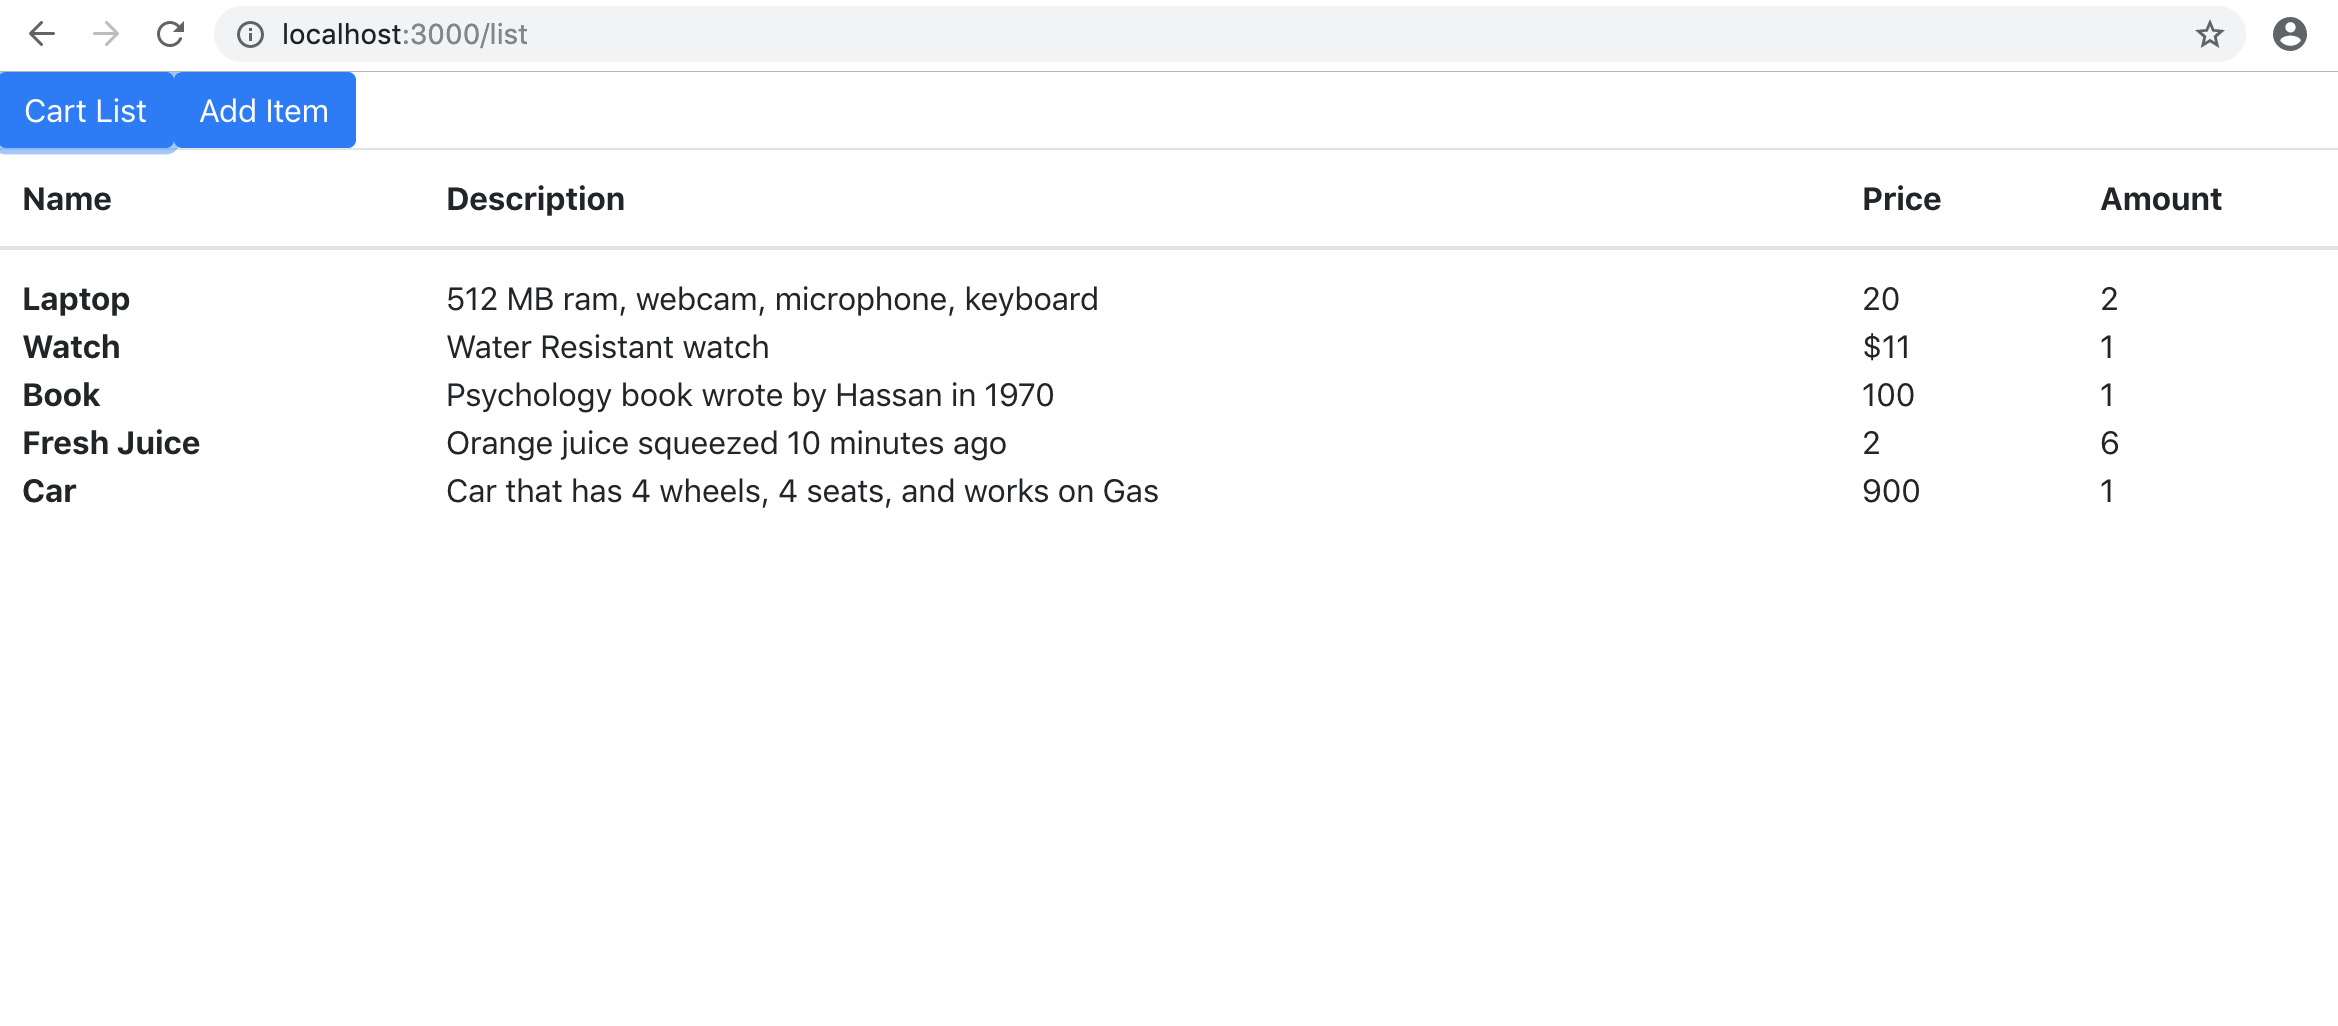 localhost:3000/list
Cart List Add Item
Name Description Price Amount
Laptop 512 MB ram, webcam, microphone, keyboard 20 2
Watch Water Resistant watch $11 1
Book Psychology book wrote by Hassan in 1970 100 1
Fresh Juice Orange juice squeezed 10 minutes ago 2 6
Car Car that has 4 wheels, 4 seats, and works on Gas 900 1